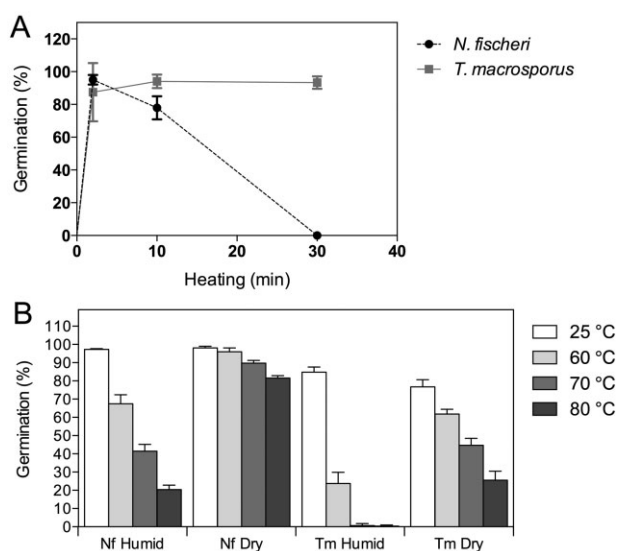 A
Germination (%)
120
100
80
60
40
20
0
0 10 20 30 40
Heating (min)
N. fischeri
T. macrosporus
B
Germination (%)
110
100
90
80
70
60
50
40
30
20
10
0
Nf Humid Nf Dry Tm Humid Tm Dry
25 °C
60 °C
70 °C
80 °C